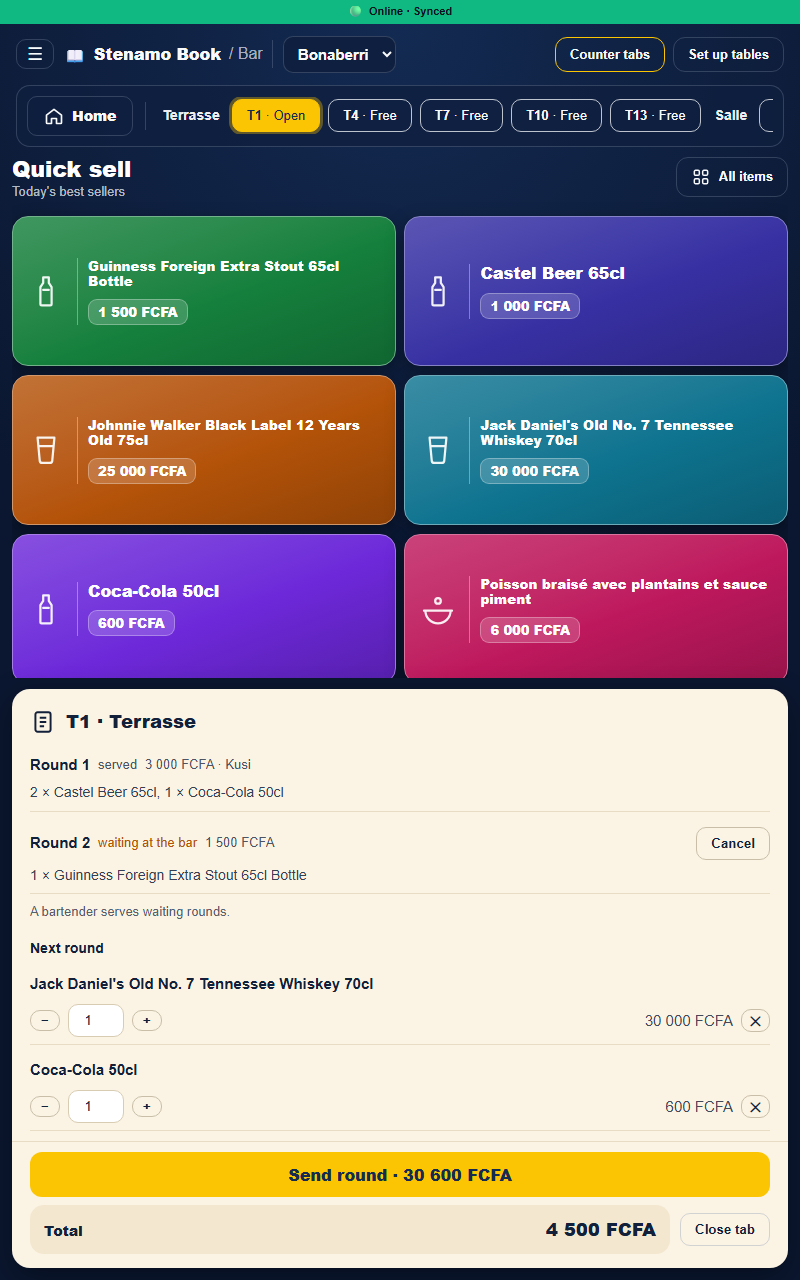 Online · Synced
☰ Stenamo Book / Bar Bonaberri Counter tabs Set up tables
Home Terrasse T1 · Open T4 · Free T7 · Free T10 · Free T13 · Free Salle
Quick sell
Today's best sellers
All items
Guinness Foreign Extra Stout 65cl
Bottle
1 500 FCFA
Castel Beer 65cl
1 000 FCFA
Johnnie Walker Black Label 12 Years
Old 75cl
25 000 FCFA
Jack Daniel's Old No. 7 Tennessee
Whiskey 70cl
30 000 FCFA
Coca-Cola 50cl
600 FCFA
Poisson braisé avec plantains et sauce
piment
6 000 FCFA
T1 · Terrasse
Round 1 served 3 000 FCFA · Kusi
2 × Castel Beer 65cl, 1 × Coca-Cola 50cl
Round 2 waiting at the bar 1 500 FCFA Cancel
1 × Guinness Foreign Extra Stout 65cl Bottle
A bartender serves waiting rounds.
Next round
Jack Daniel's Old No. 7 Tennessee Whiskey 70cl
− 1 + 30 000 FCFA ×
Coca-Cola 50cl
− 1 + 600 FCFA ×
Send round · 30 600 FCFA
Total 4 500 FCFA Close tab